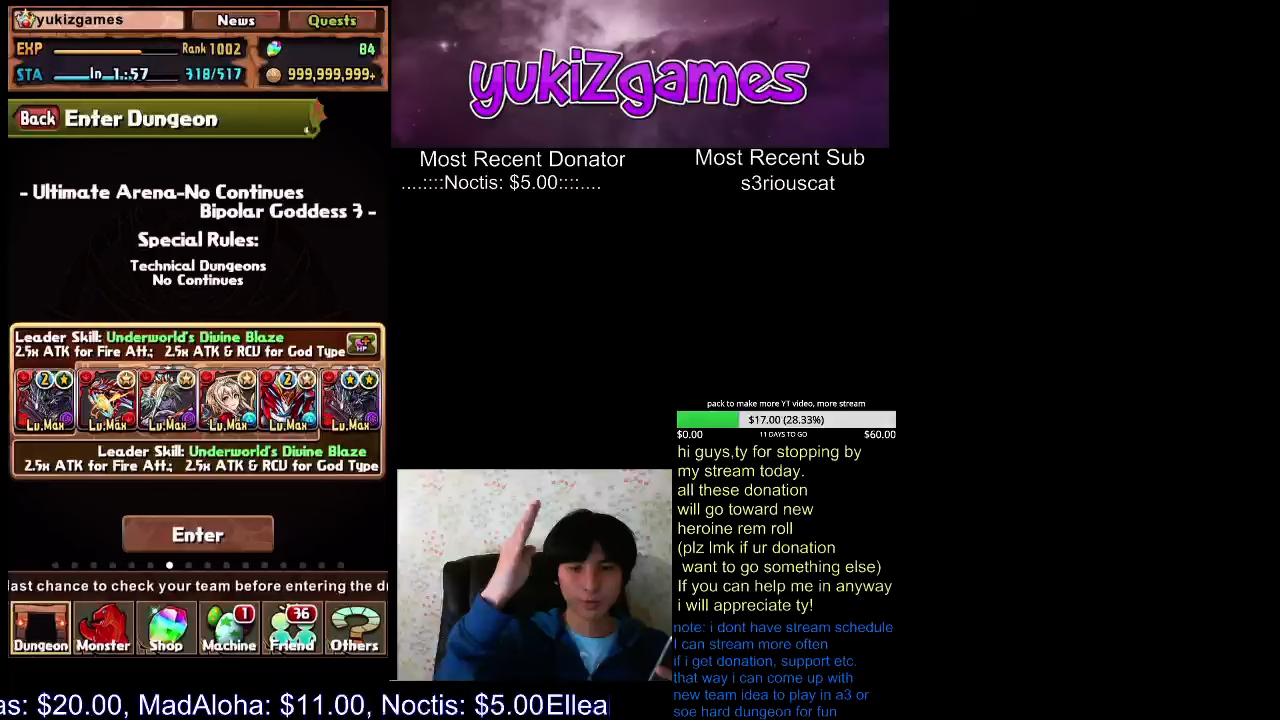 yukizgames
News
Quests
EXP
Rank 1002
84
STA
In 1:57
318/517
999,999,999+
Back
Enter Dungeon
- Ultimate Arena-No Continues
Bipolar Goddess 3 -
Special Rules:
Technical Dungeons
No Continues
Leader Skill: Underworld's Divine Blaze
2.5x ATK for Fire Att.; 2.5x ATK & RCV for God Type
+HP
2
2
Lv.Max
Lv.Max
Lv.Max
Lv.Max
Lv.Max
Lv.Max
Leader Skill: Underworld's Divine Blaze
2.5x ATK for Fire Att.; 2.5x ATK & RCV for God Type
Enter
last chance to check your team before entering the d
1
36
Dungeon
Monster
Shop
Machine
Friend
Others
yukiZgames
Most Recent Donator
....::::Noctis: $5.00::::....
Most Recent Sub
s3riouscat
pack to make more YT video, more stream
$17.00 (28.33%)
$0.00
11 DAYS TO GO
$60.00
hi guys,ty for stopping by
my stream today.
all these donation
will go toward new
heroine rem roll
(plz lmk if ur donation
want to go something else)
If you can help me in anyway
i will appreciate ty!
note: i dont have stream schedule
I can stream more often
if i get donation, support etc.
that way i can come up with
new team idea to play in a3 or
soe hard dungeon for fun
as: $20.00, MadAloha: $11.00, Noctis: $5.00Ellea